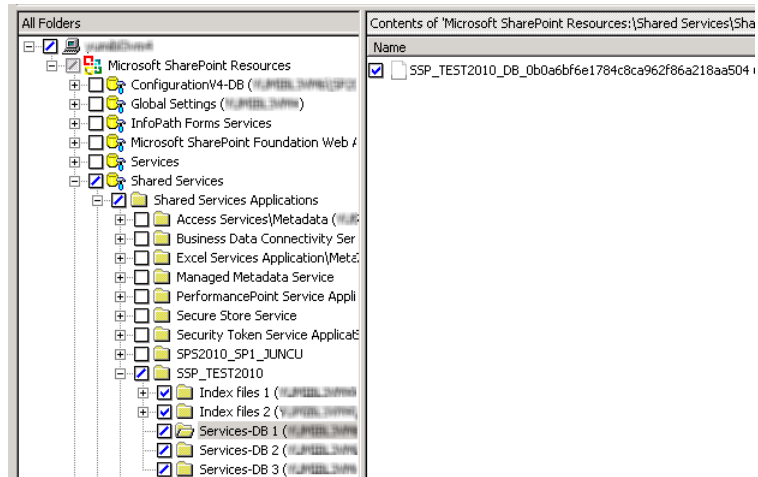 All Folders
Contents of 'Microsoft SharePoint Resources:\Shared Services\Sha
Name
Microsoft SharePoint Resources
SSP_TEST2010_DB_0b0a6bf6e1784c8ca962f86a218aa504
ConfigurationV4-DB (
Global Settings (
InfoPath Forms Services
Microsoft SharePoint Foundation Web
Services
Shared Services
Shared Services Applications
Access Services\Metadata (
Business Data Connectivity Ser
Excel Services Application\Meta
Managed Metadata Service
PerformancePoint Service Appli
Secure Store Service
Security Token Service Applicat
SPS2010_SP1_JUNCU
SSP_TEST2010
Index files 1 (
Index files 2 (
Services-DB 1 (
Services-DB 2 (
Services-DB 3 (